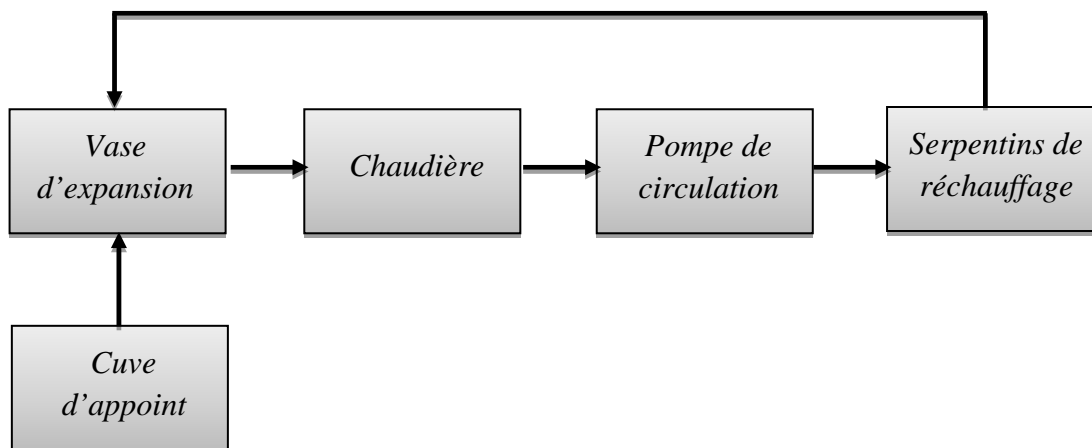 Vase
d’expansion
Chaudière
Pompe de
circulation
Serpentins de
réchauffage
Cuve
d’appoint